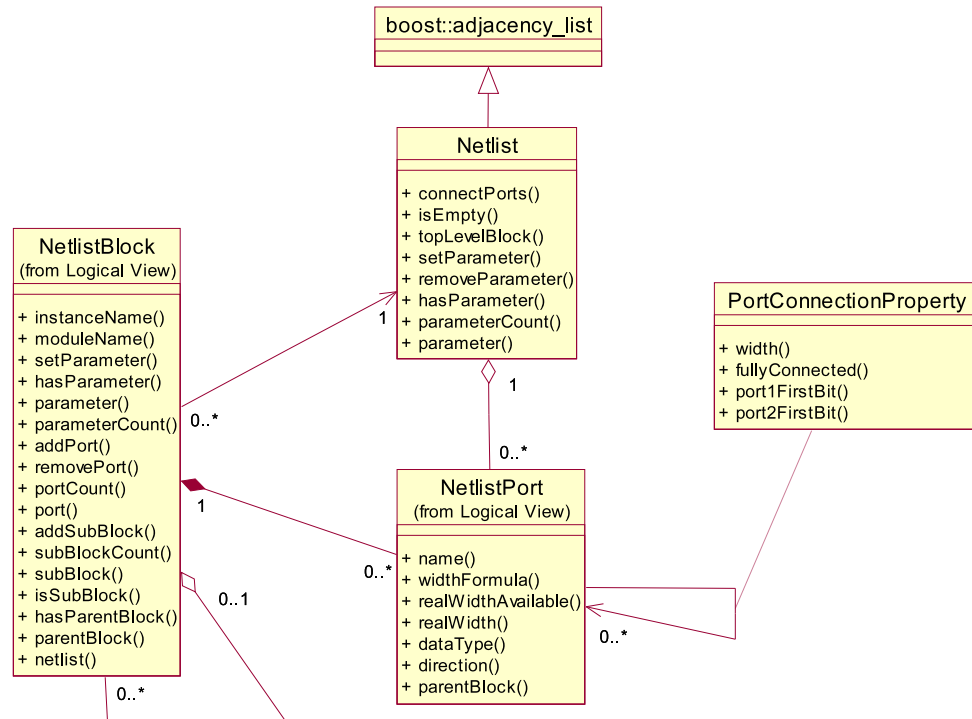 boost::adjacency_list
Netlist
+ connectPorts()
+ isEmpty()
+ topLevelBlock()
+ setParameter()
+ removeParameter()
+ hasParameter()
+ parameterCount()
+ parameter()
NetlistBlock
(from Logical View)
+ instanceName()
+ moduleName()
+ setParameter()
+ hasParameter()
+ parameter()
+ parameterCount()
+ addPort()
+ removePort()
+ portCount()
+ port()
+ addSubBlock()
+ subBlockCount()
+ subBlock()
+ isSubBlock()
+ hasParentBlock()
+ parentBlock()
+ netlist()
PortConnectionProperty
+ width()
+ fullyConnected()
+ port1FirstBit()
+ port2FirstBit()
NetlistPort
(from Logical View)
+ name()
+ widthFormula()
+ realWidthAvailable()
+ realWidth()
+ dataType()
+ direction()
+ parentBlock()
1
0..*
1
0..*
1
0..*
0..1
0..*
0..*